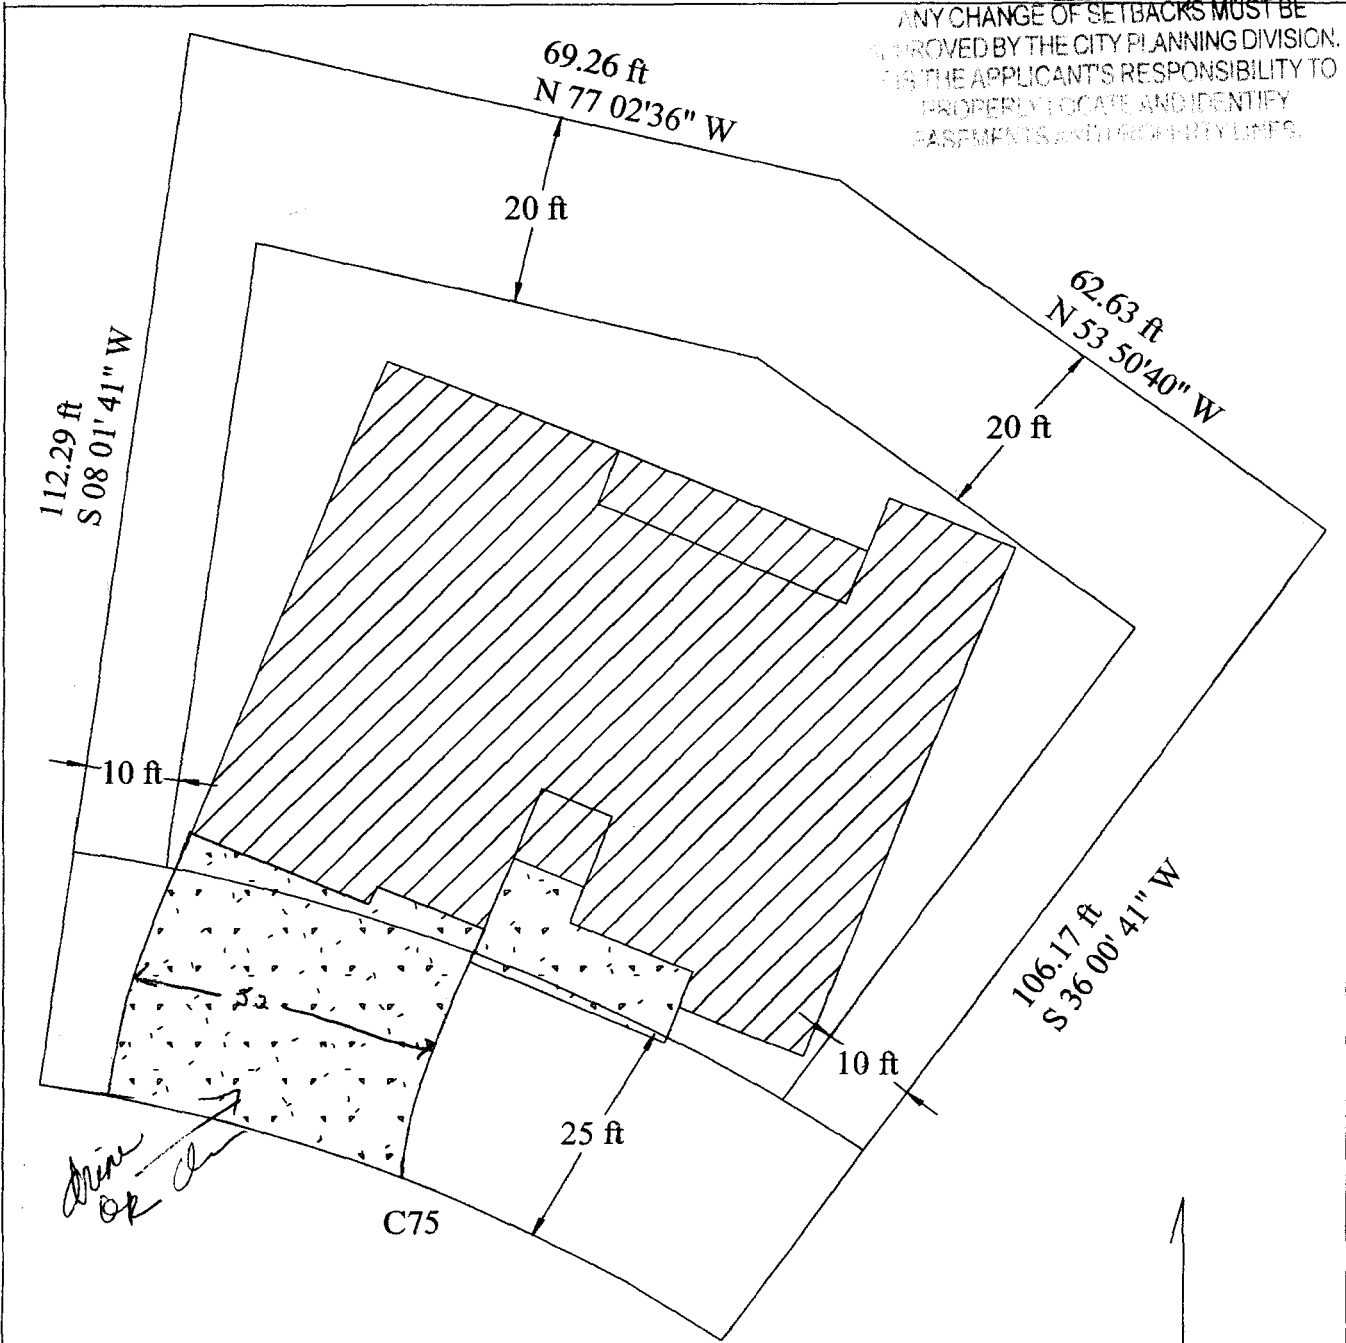 ANY CHANGE OF SETBACKS MUST BE
PROVED BY THE CITY PLANNING DIVISION.
IS THE APPLICANT'S RESPONSIBILITY TO
PROPERLY LOCATE AND IDENTIFY
EASEMENTS AND PROPERTY LINES.
69.26 ft
N 77 02'36" W
20 ft
62.63 ft
N 53 50'40" W
20 ft
112.29 ft
S 08 01'41" W
10 ft
32
106.17 ft
S 36 00'41" W
10 ft
25 ft
Drive
OK
C75